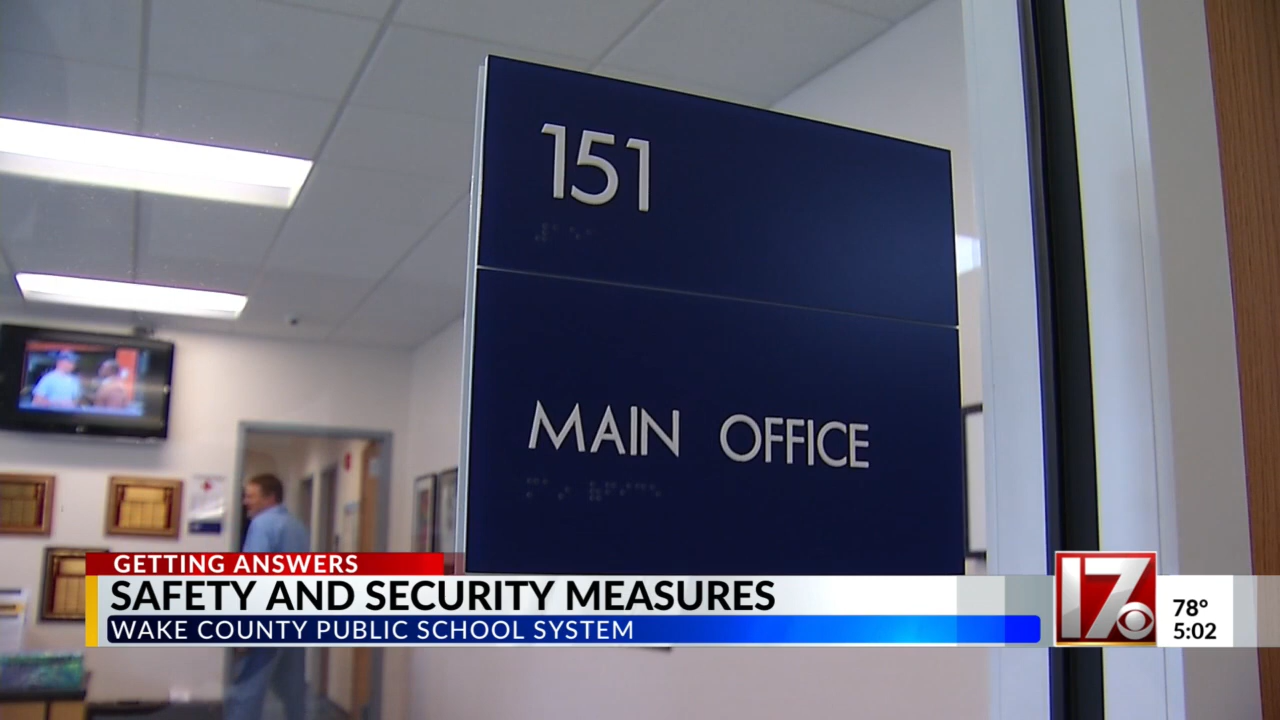 151
MAIN OFFICE
GETTING ANSWERS
SAFETY AND SECURITY MEASURES
WAKE COUNTY PUBLIC SCHOOL SYSTEM
17
78°
5:02